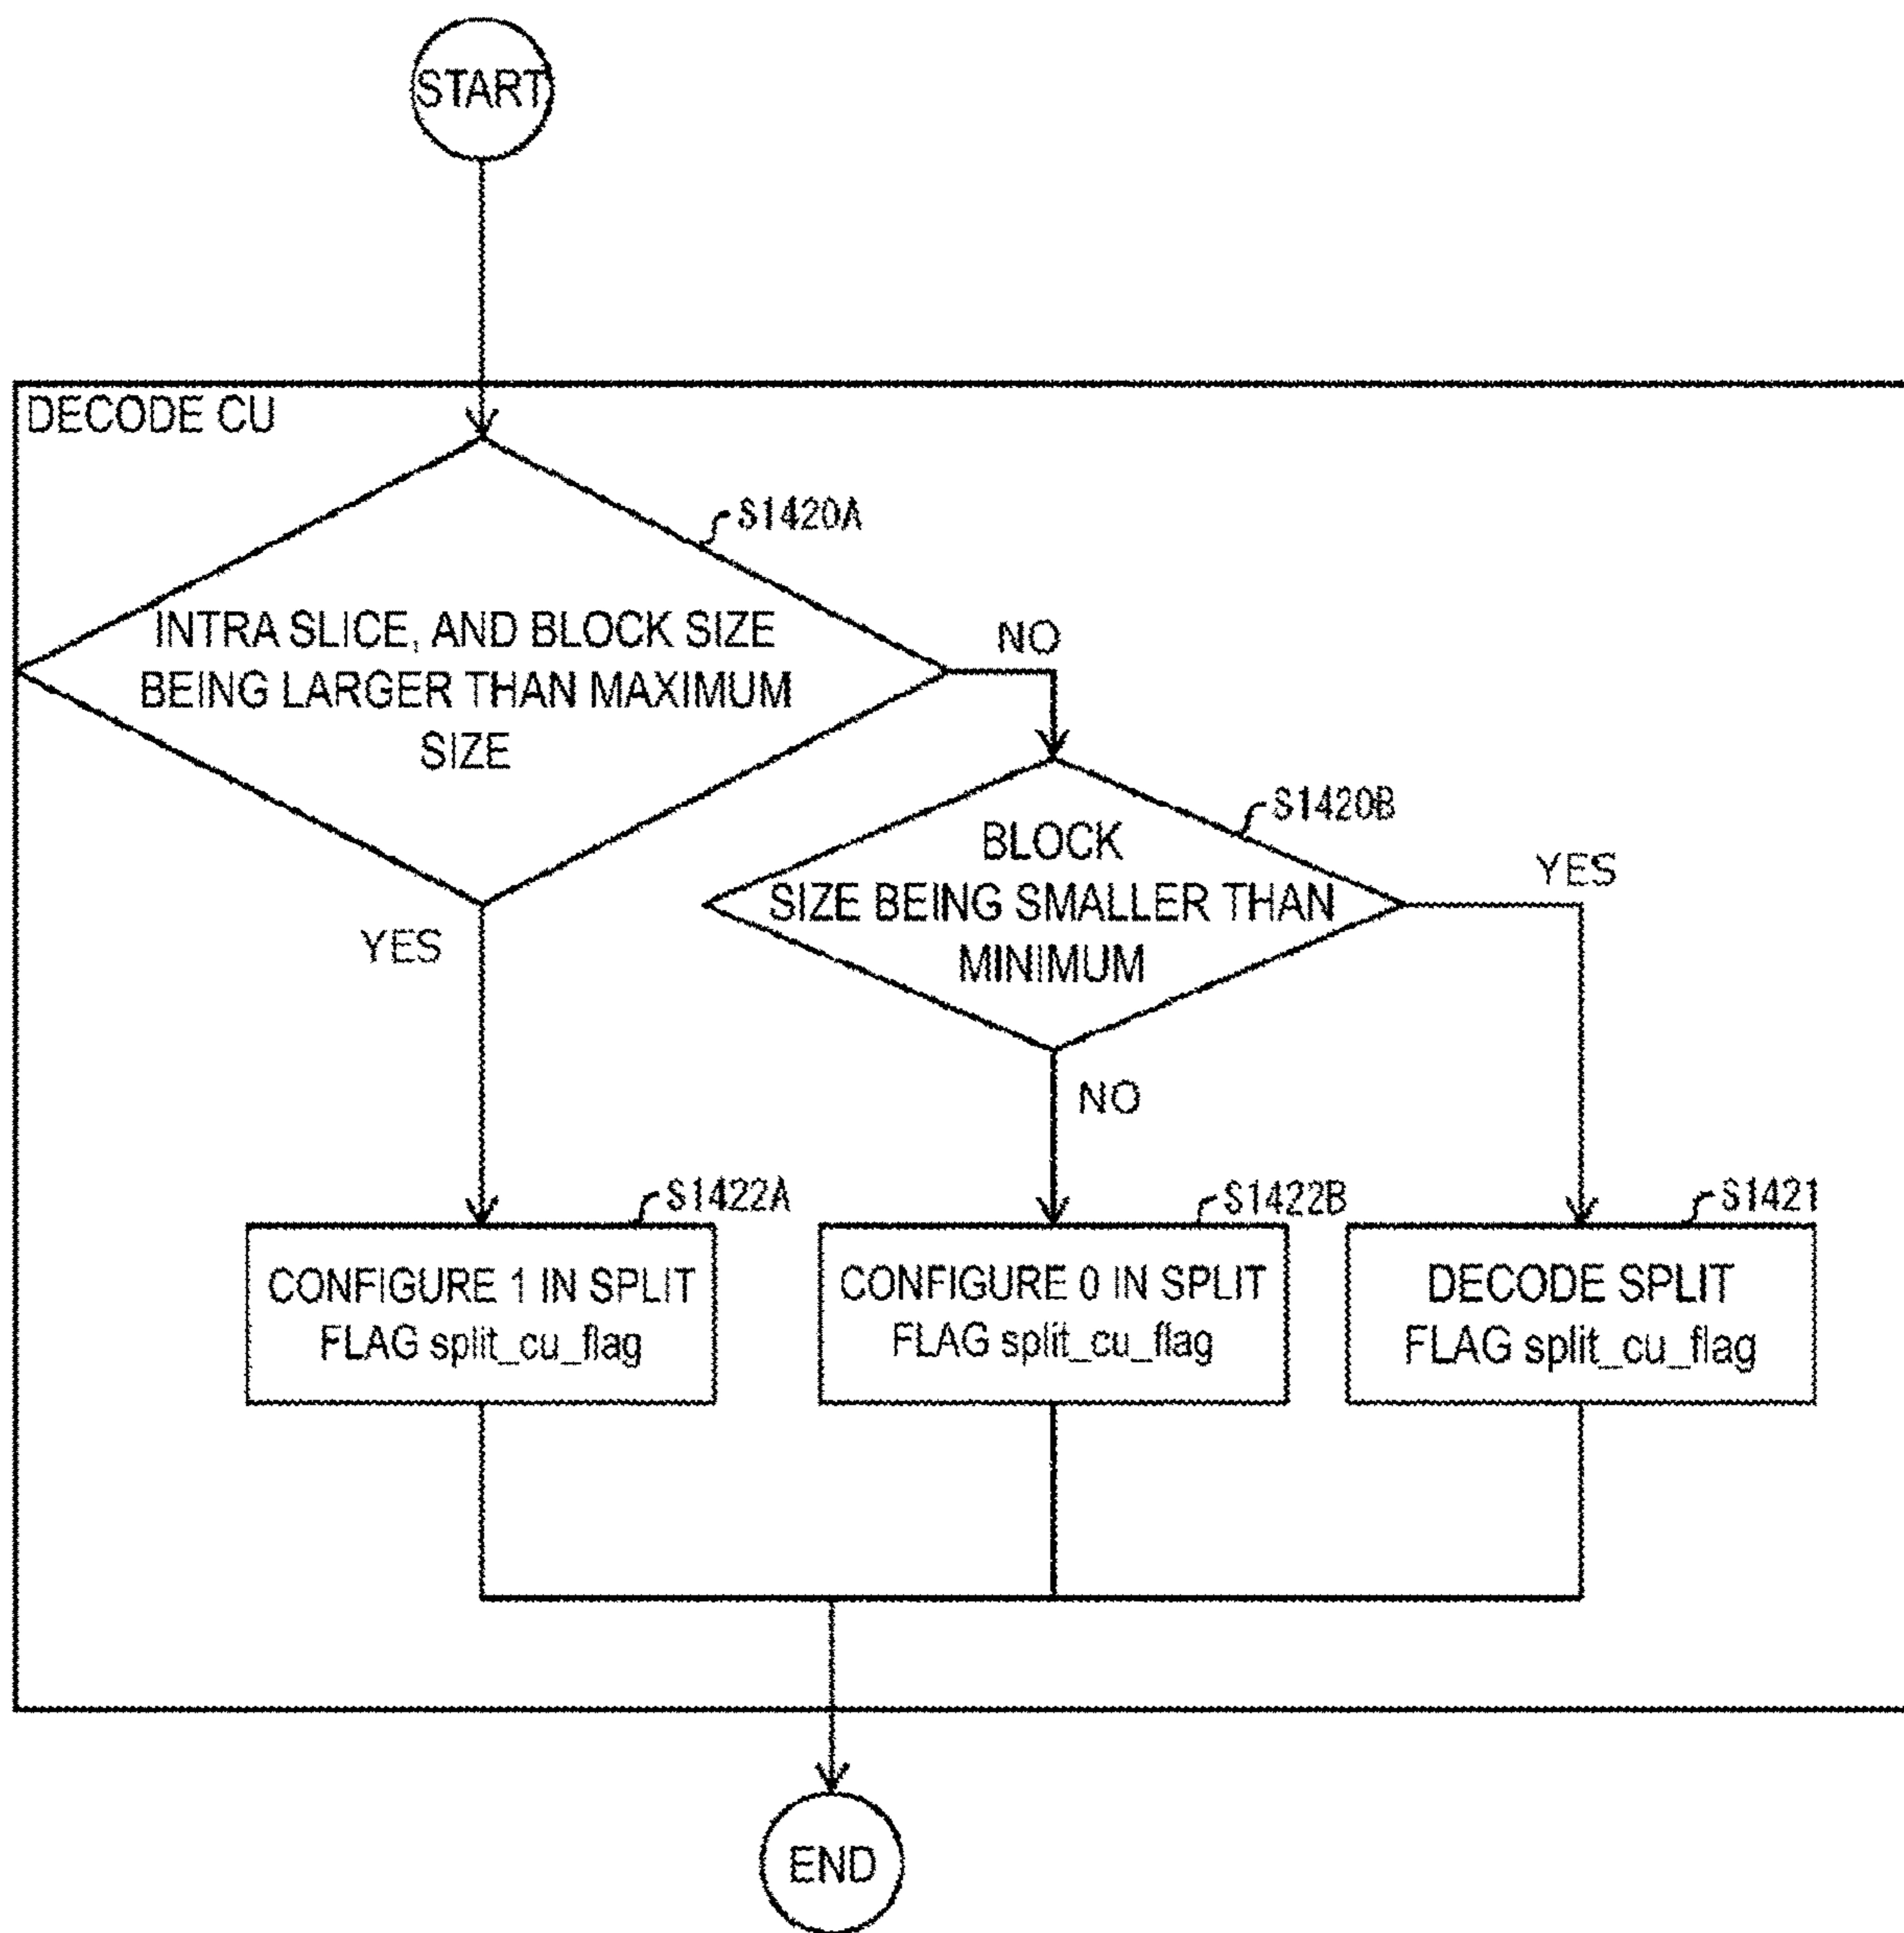 START
DECODE CU
S1420A
INTRA SLICE, AND BLOCK SIZE
BEING LARGER THAN MAXIMUM
SIZE
NO
S1420B
BLOCK
SIZE BEING SMALLER THAN
MINIMUM
YES
YES
NO
S1422A
CONFIGURE 1 IN SPLIT
FLAG split_cu_flag
S1422B
CONFIGURE 0 IN SPLIT
FLAG split_cu_flag
S1421
DECODE SPLIT
FLAG split_cu_flag
END